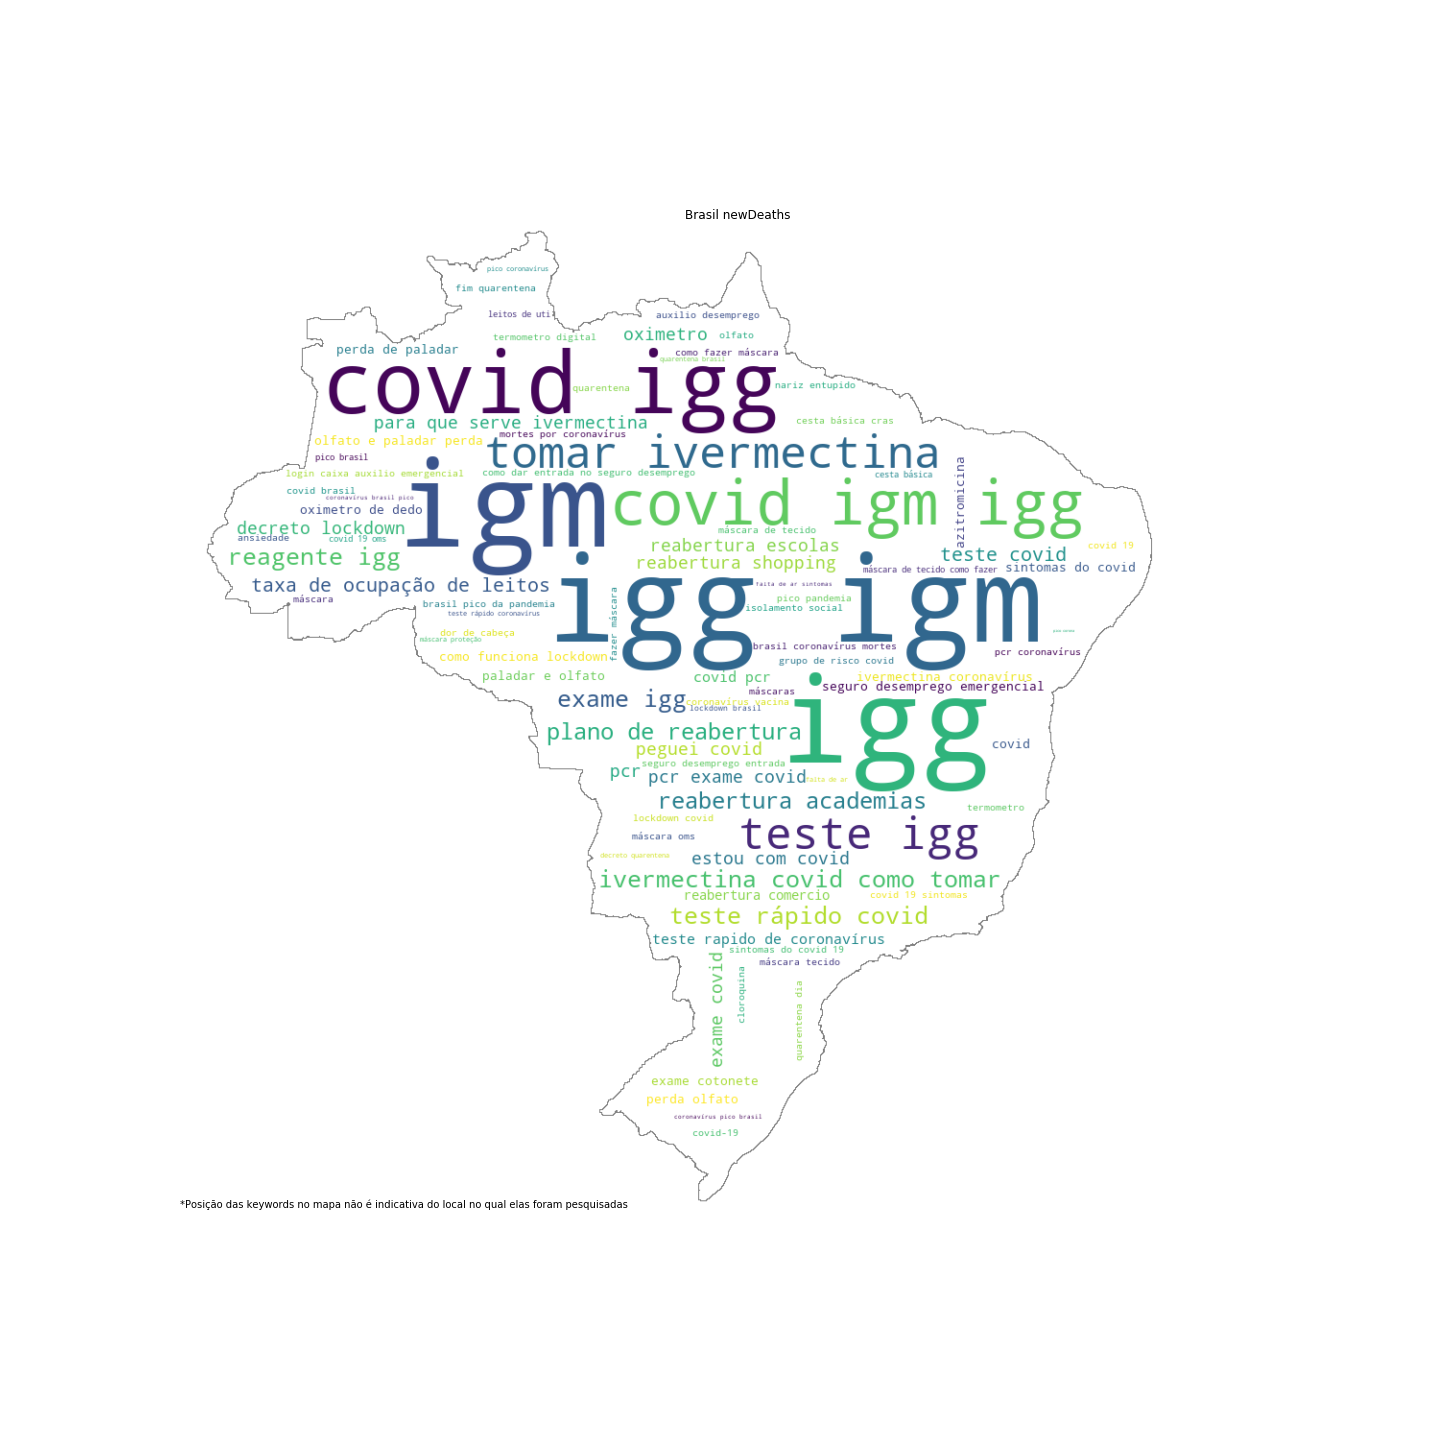 Brasil newDeaths
pico coronavírus
fim quarentena
leitos de uti
auxilio desemprego
termometro digital
oximetro
olfato
perda de paladar
como fazer máscara
quarentena brasil
covid igg
quarentena
nariz entupido
para que serve ivermectina
cesta básica cras
mortes por coronavírus
olfato e paladar perda
tomar ivermectina
pico brasil
login caixa auxilio emergencial
como dar entrada no seguro desemprego
cesta básica
azitromicina
covid brasil
coronavírus brasil pico
igm
covid igm igg
oximetro de dedo
decreto lockdown
máscara de tecido
ansiedade
covid 19 oms
reabertura escolas
covid 19
reagente igg
reabertura shopping
teste covid
máscara de tecido como fazer
sintomas do covid
taxa de ocupação de leitos
igg igm
falta de ar sintomas
máscara
brasil pico da pandemia
pico pandemia
isolamento social
teste rápido coronavírus
fazer máscara
dor de cabeça
máscara proteção
brasil coronavírus mortes
pcr coronavírus
como funciona lockdown
grupo de risco covid
paladar e olfato
covid pcr
ivermectina coronavírus
seguro desemprego emergencial
exame igg
máscaras
coronavírus vacina
lockdown brasil
igg
plano de reabertura
covid
peguei covid
seguro desemprego entrada
pcr
pcr exame covid
falta de ar
reabertura academias
termometro
lockdown covid
teste igg
máscara oms
decreto quarentena
estou com covid
ivermectina covid como tomar
reabertura comercio
covid 19 sintomas
teste rápido covid
teste rapido de coronavírus
sintomas do covid 19
máscara tecido
exame covid
cloroquina
quarentena dia
exame cotonete
perda olfato
coronavírus pico brasil
covid-19
*Posição das keywords no mapa não é indicativa do local no qual elas foram pesquisadas